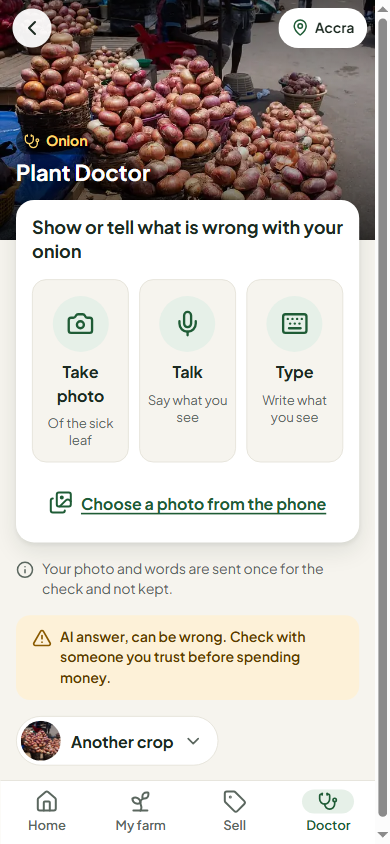 Accra
Onion
Plant Doctor
Show or tell what is wrong with your
onion
Take
photo
Of the sick
leaf
Talk
Say what you
see
Type
Write what
you see
Choose a photo from the phone
Your photo and words are sent once for the
check and not kept.
AI answer, can be wrong. Check with
someone you trust before spending
money.
Another crop
Home
My farm
Sell
Doctor